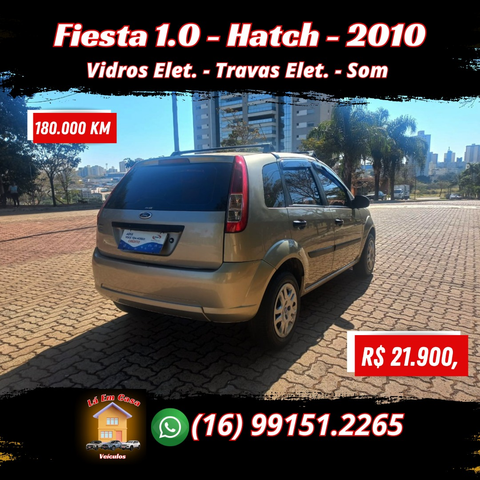 Fiesta 1.0 - Hatch - 2010
Vidros Elet. - Travas Elet. - Som
180.000 KM
R$ 21.900,
Lá Em Casa
Veículos
(16) 99151.2265